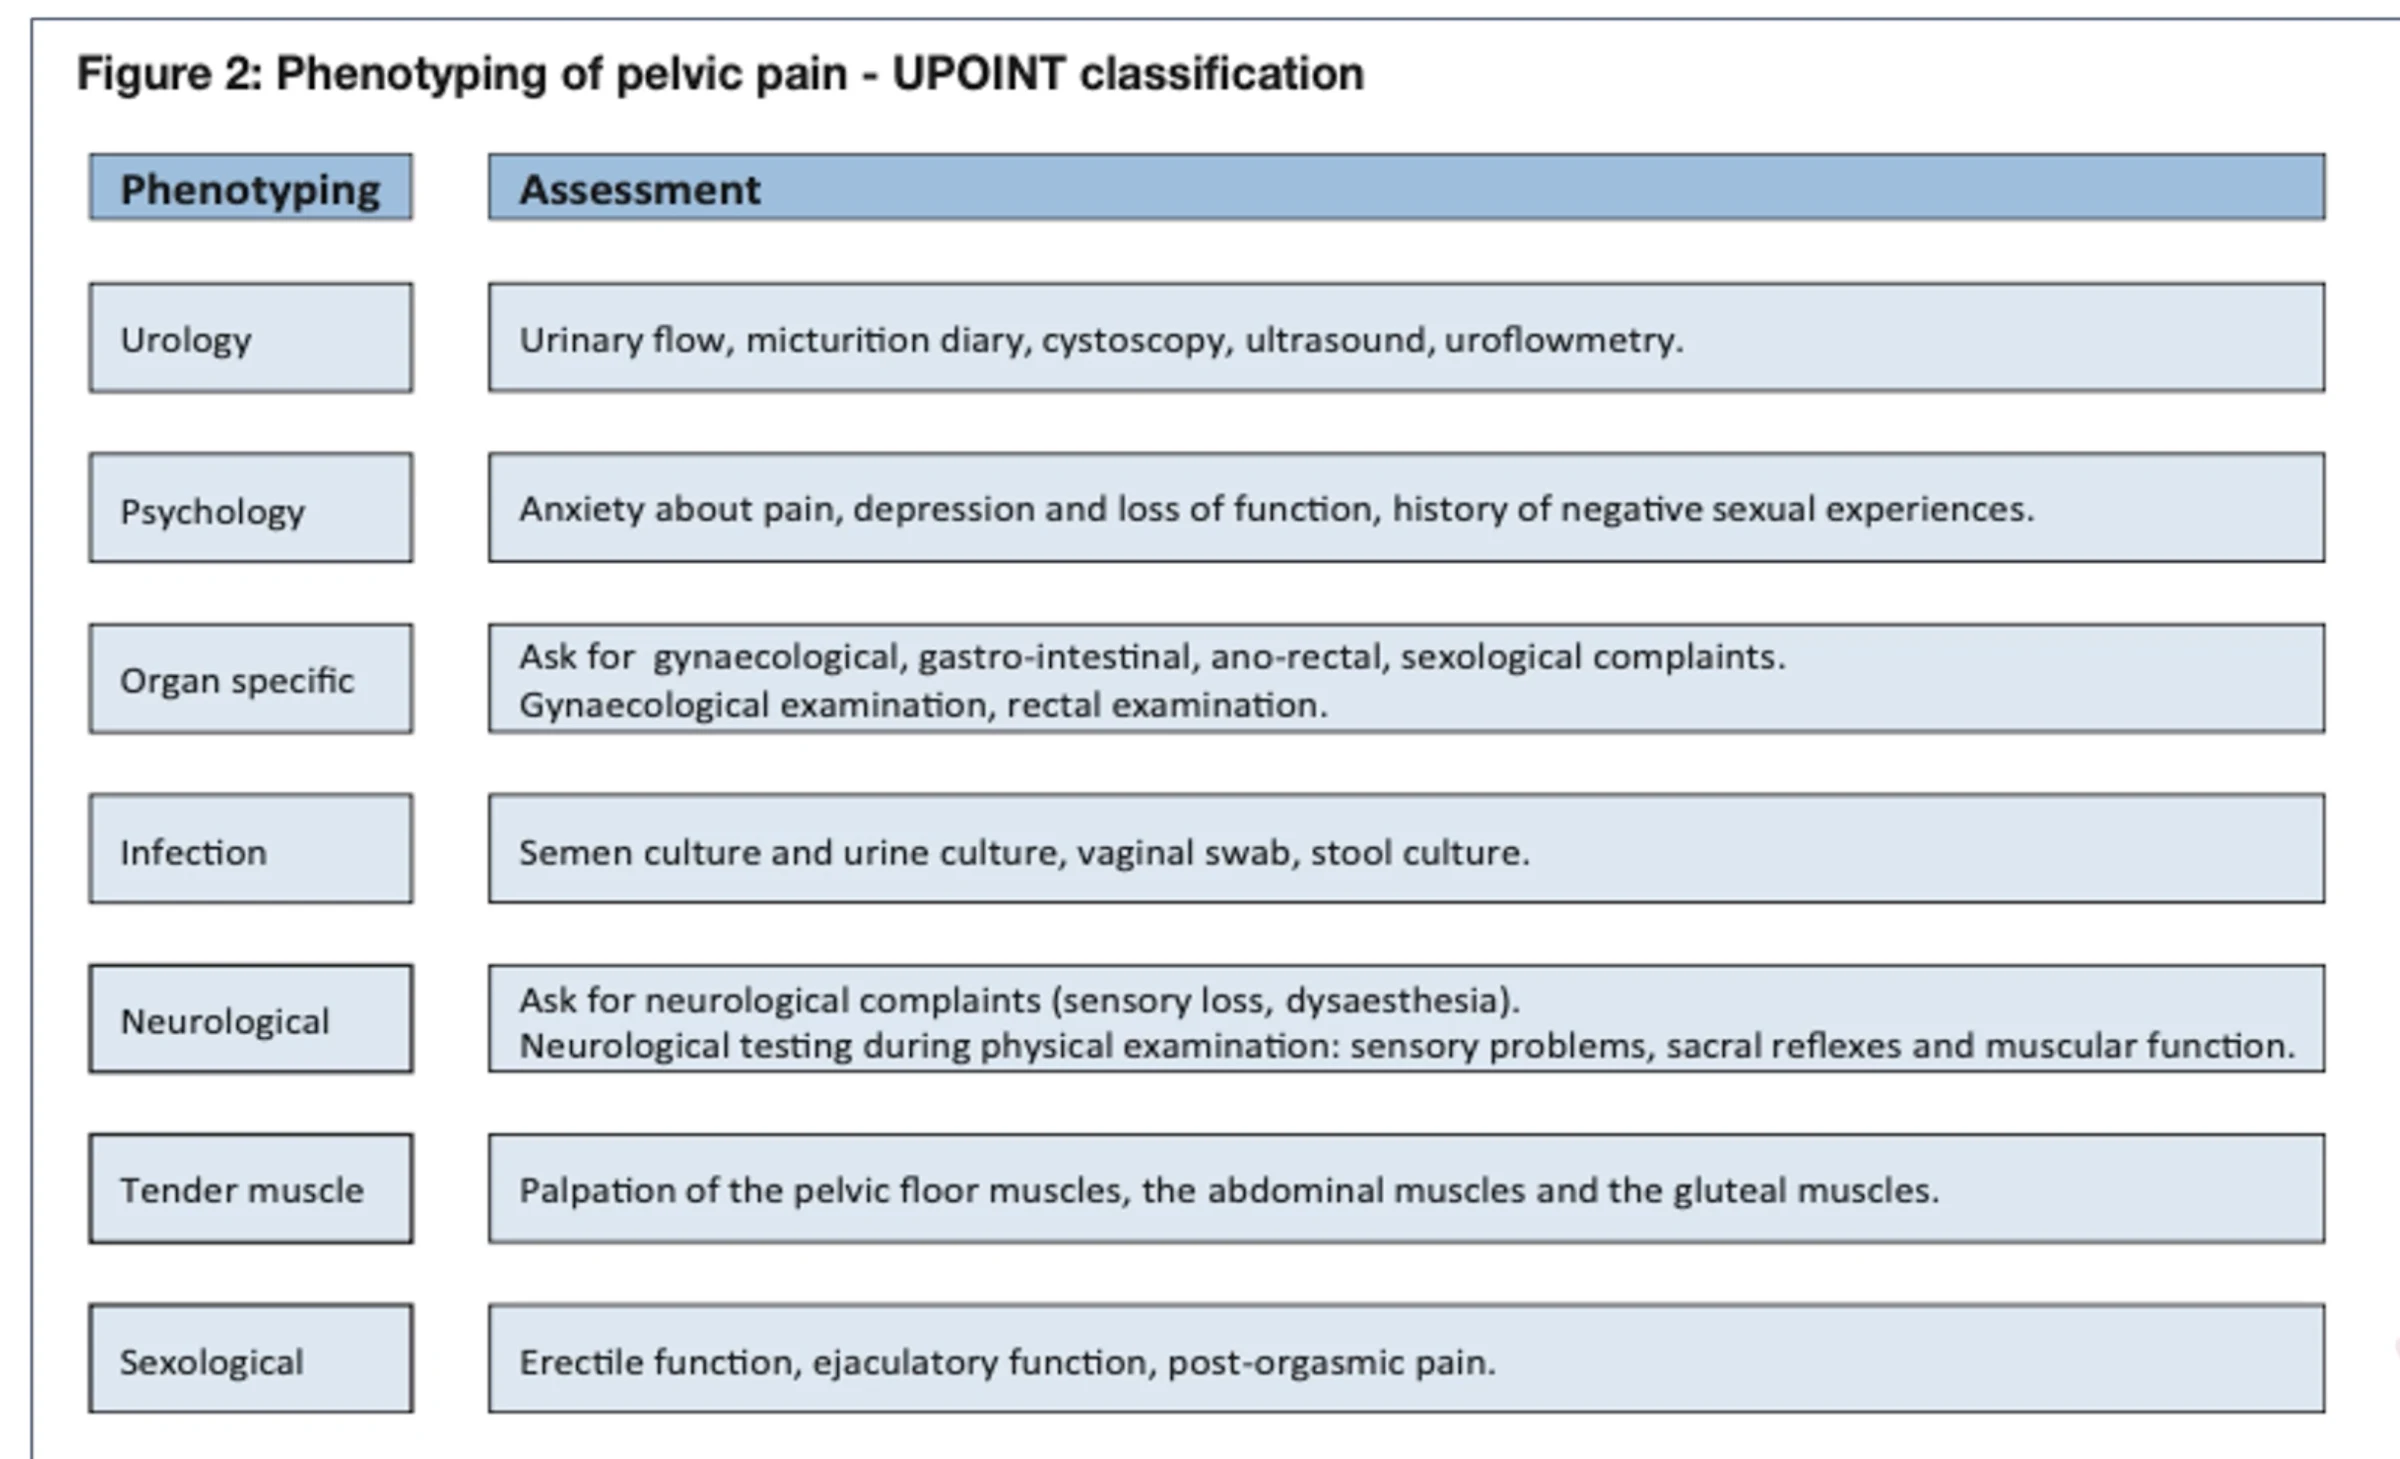 Figure 2: Phenotyping of pelvic pain - UPOINT classification
Phenotyping
Assessment
Urology
Urinary flow, micturition diary, cystoscopy, ultrasound, uroflowmetry.
Psychology
Anxiety about pain, depression and loss of function, history of negative sexual experiences.
Organ specific
Ask for gynaecological, gastro-intestinal, ano-rectal, sexological complaints.
Gynaecological examination, rectal examination.
Infection
Semen culture and urine culture, vaginal swab, stool culture.
Neurological
Ask for neurological complaints (sensory loss, dysaesthesia).
Neurological testing during physical examination: sensory problems, sacral reflexes and muscular function.
Tender muscle
Palpation of the pelvic floor muscles, the abdominal muscles and the gluteal muscles.
Sexological
Erectile function, ejaculatory function, post-orgasmic pain.